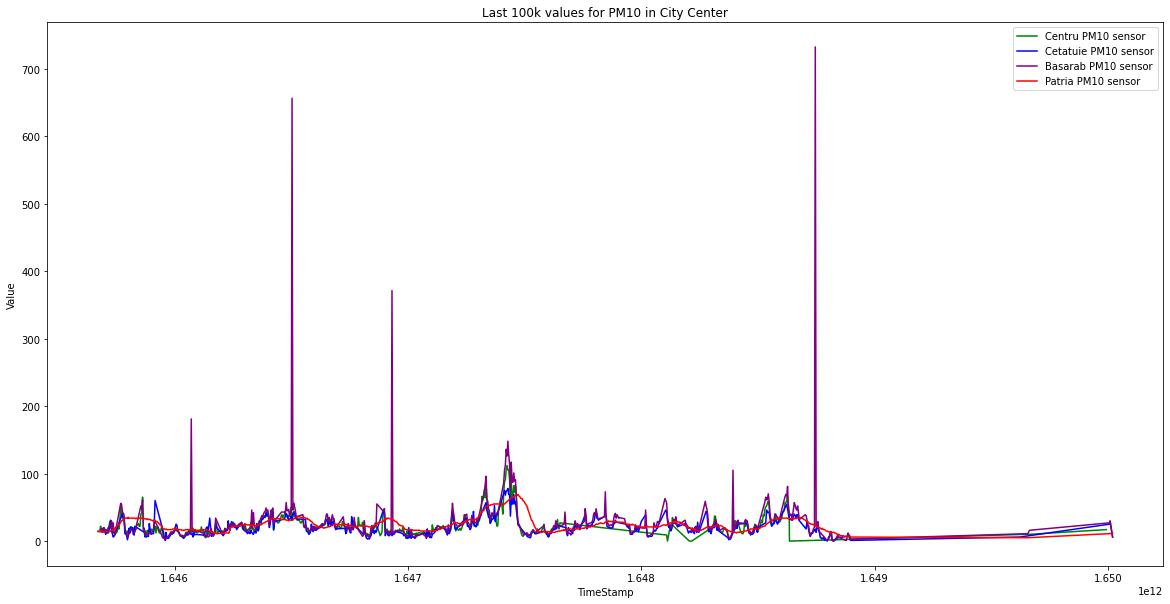 Last 100k values for PM10 in City Center
Centru PM10 sensor
Cetatuie PM10 sensor
Basarab PM10 sensor
Patria PM10 sensor
Value
700
600
500
400
300
200
100
0
1.646 1.647 1.648 1.649 1.650
1e12
TimeStamp